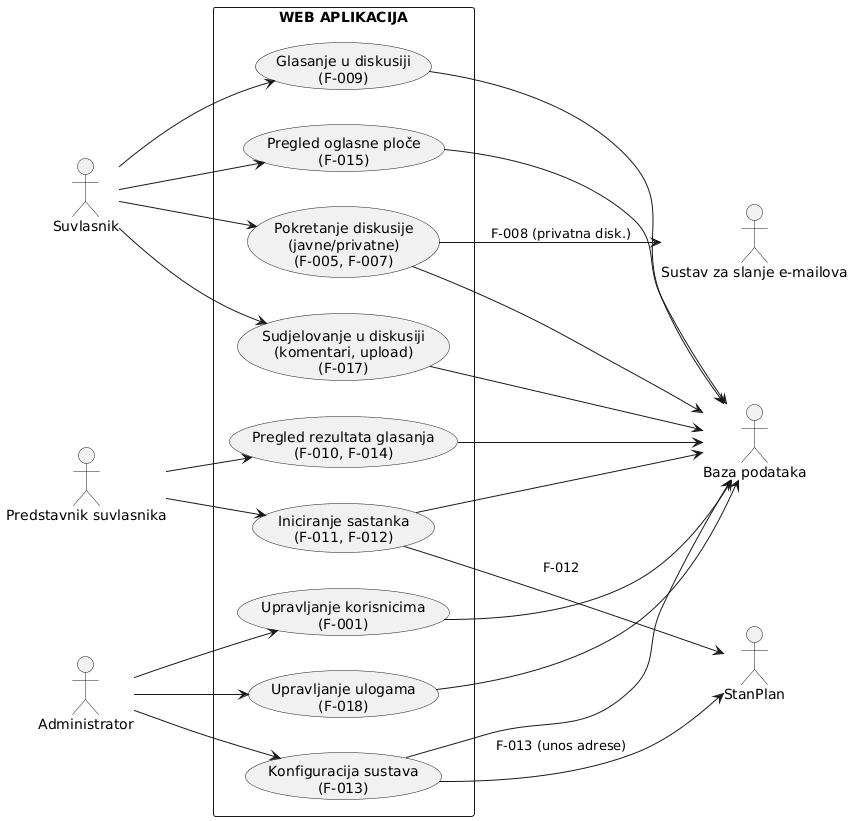 WEB APLIKACIJA
Glasanje u diskusiji
(F-009)
Pregled oglasne ploče
(F-015)
Suvlasnik
Pokretanje diskusije
(javne/privatne)
(F-005, F-007)
F-008 (privatna disk.)
Sustav za slanje e-mailova
Sudjelovanje u diskusiji
(komentari, upload)
(F-017)
Pregled rezultata glasanja
(F-010, F-014)
Baza podataka
Predstavnik suvlasnika
Iniciranje sastanka
(F-011, F-012)
F-012
Upravljanje korisnicima
(F-001)
Upravljanje ulogama
(F-018)
StanPlan
Administrator
F-013 (unos adrese)
Konfiguracija sustava
(F-013)